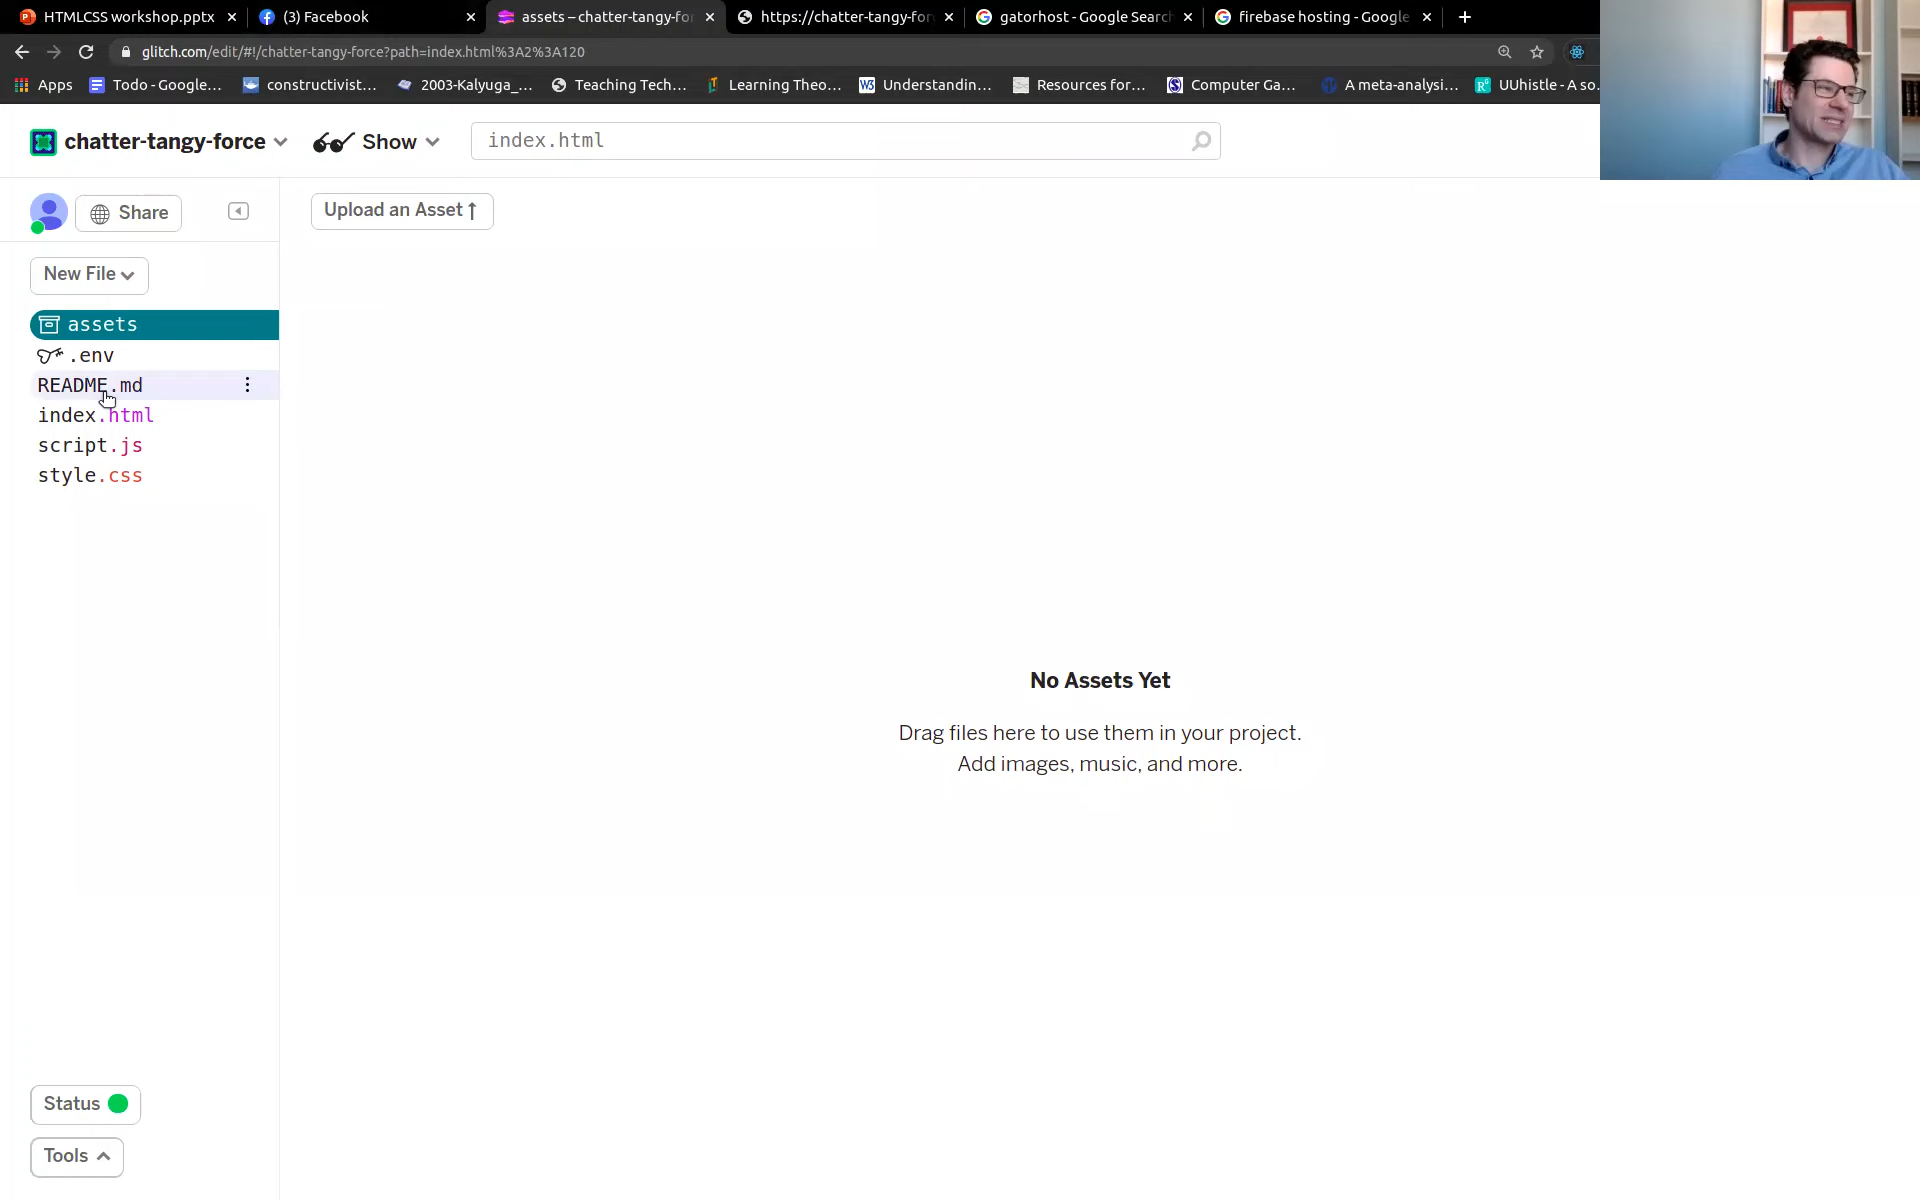 HTMLCSS workshop.pptx
(3) Facebook
assets – chatter-tangy-for
https://chatter-tangy-for
gatorhost - Google Search
firebase hosting - Google
glitch.com/edit/#!/chatter-tangy-force?path=index.html%3A2%3A120
Apps
Todo - Google...
constructivist...
2003-Kalyuga_...
Teaching Tech...
Learning Theo...
Understandin...
Resources for...
Computer Ga...
A meta-analysi...
UUhistle - A so.
chatter-tangy-force
Show
index.html
Share
Upload an Asset ↑
New File
assets
.env
README.md
index.html
script.js
style.css
No Assets Yet
Drag files here to use them in your project.
Add images, music, and more.
Status
Tools